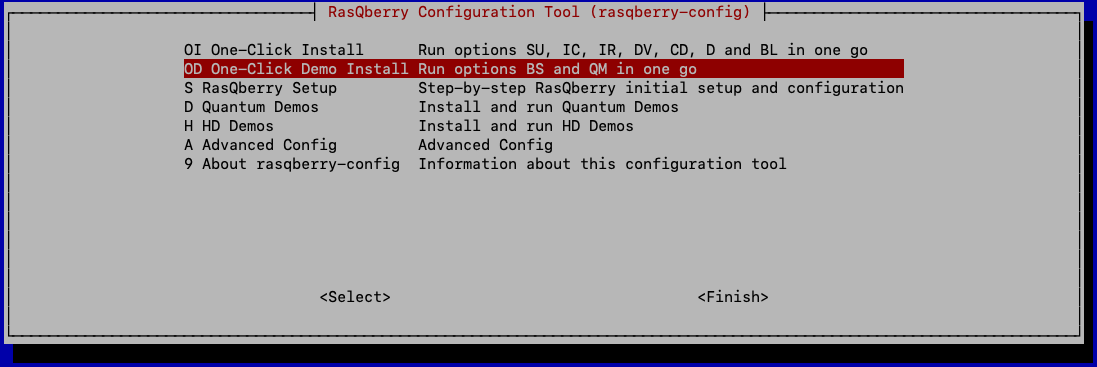 RasQberry Configuration Tool (rasqberry-config)
OI One-Click Install Run options SU, IC, IR, DV, CD, D and BL in one go
OD One-Click Demo Install Run options BS and QM in one go
S RasQberry Setup Step-by-step RasQberry initial setup and configuration
D Quantum Demos Install and run Quantum Demos
H HD Demos Install and run HD Demos
A Advanced Config Advanced Config
9 About rasqberry-config Information about this configuration tool
<Select> <Finish>